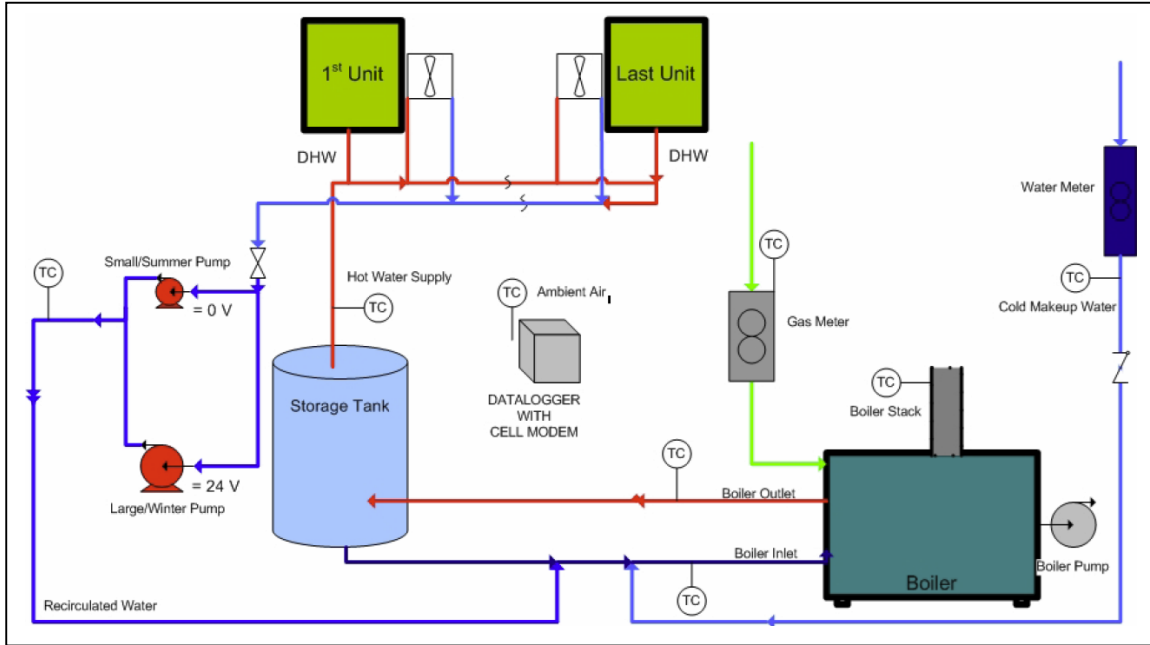 1st Unit
Last Unit
DHW
DHW
Water Meter
TC
Small/Summer Pump
= 0 V
Hot Water Supply
TC
TC
Ambient Air
TC
Gas Meter
TC
Cold Makeup Water
Storage Tank
DATALOGGER
WITH
CELL MODEM
TC
Boiler Stack
= 24 V
Large/Winter Pump
TC
Boiler Outlet
Boiler Inlet
TC
Boiler
Boiler Pump
Recirculated Water